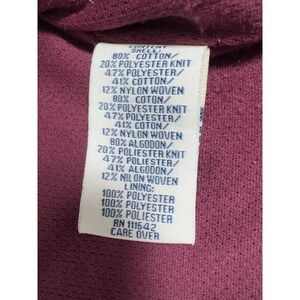 CONTENT
SHELL:
80% COTTON/
20% POLYESTER KNIT
47% POLYESTER/
41% COTTON/
12% NYLON WOVEN
80% COTON/
20% POLYESTER KNIT
47% POLYESTER/
41% COTON/
12% NYLON WOVEN
80% ALGODON/
20% POLIESTER KNIT
47% POLIESTER/
41% ALGODON/
12% NILON WOVEN
LINING:
100% POLYESTER
100% POLYESTER
100% POLIESTER
RN 111642
CARE OVER